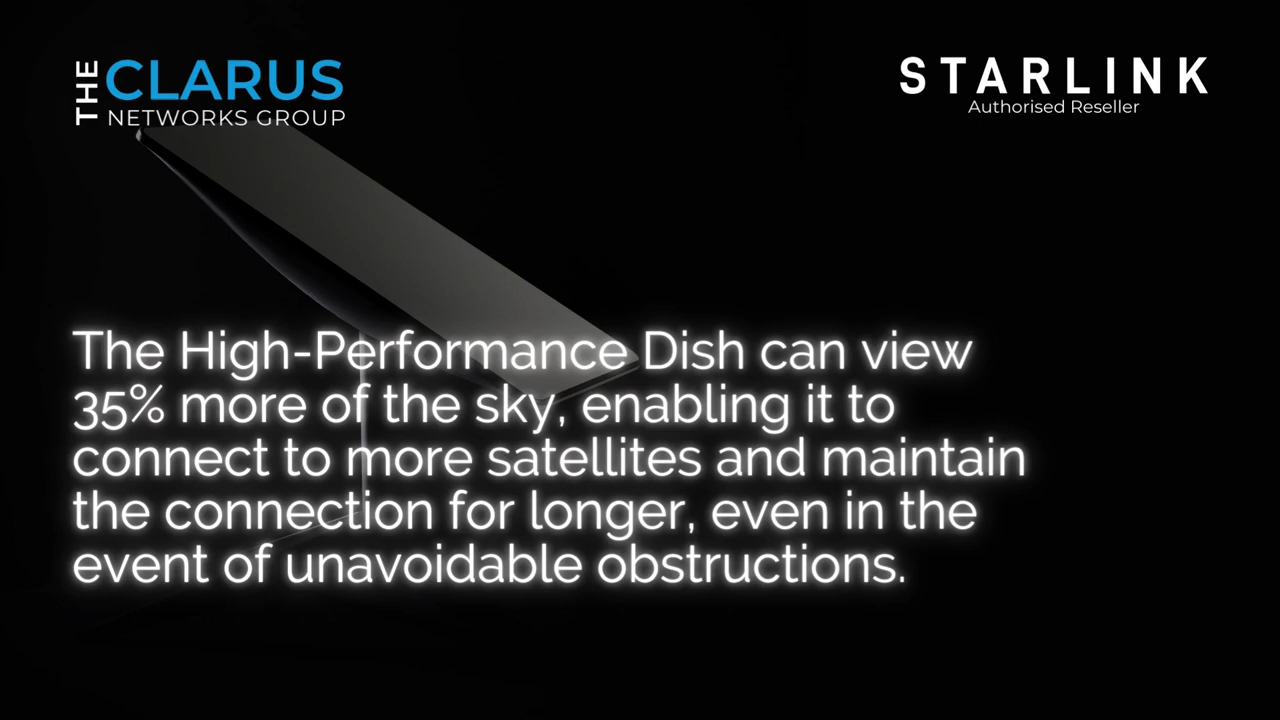 THE CLARUS
NETWORKS GROUP
STARLINK
Authorised Reseller
The High-Performance Dish can view
35% more of the sky, enabling it to
connect to more satellites and maintain
the connection for longer, even in the
event of unavoidable obstructions.